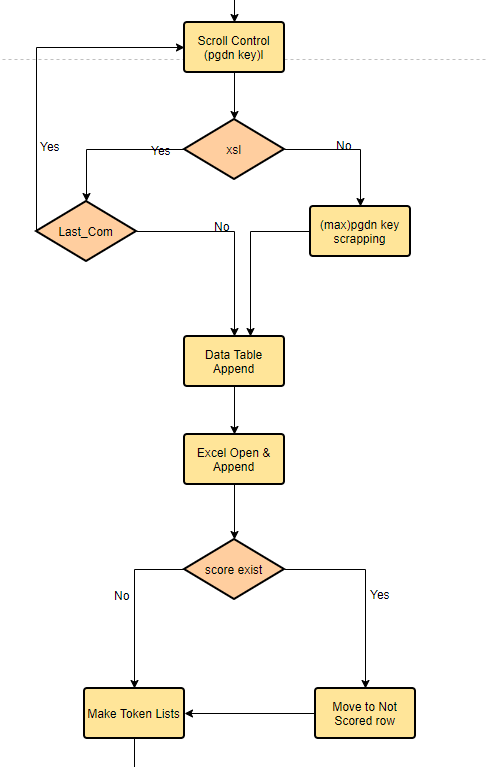 Scroll Control
(pgdn key)l
xsl
Yes
No
Yes
Last_Com
No
(max)pgdn key
scrapping
Data Table
Append
Excel Open &
Append
score exist
No
Yes
Make Token Lists
Move to Not
Scored row